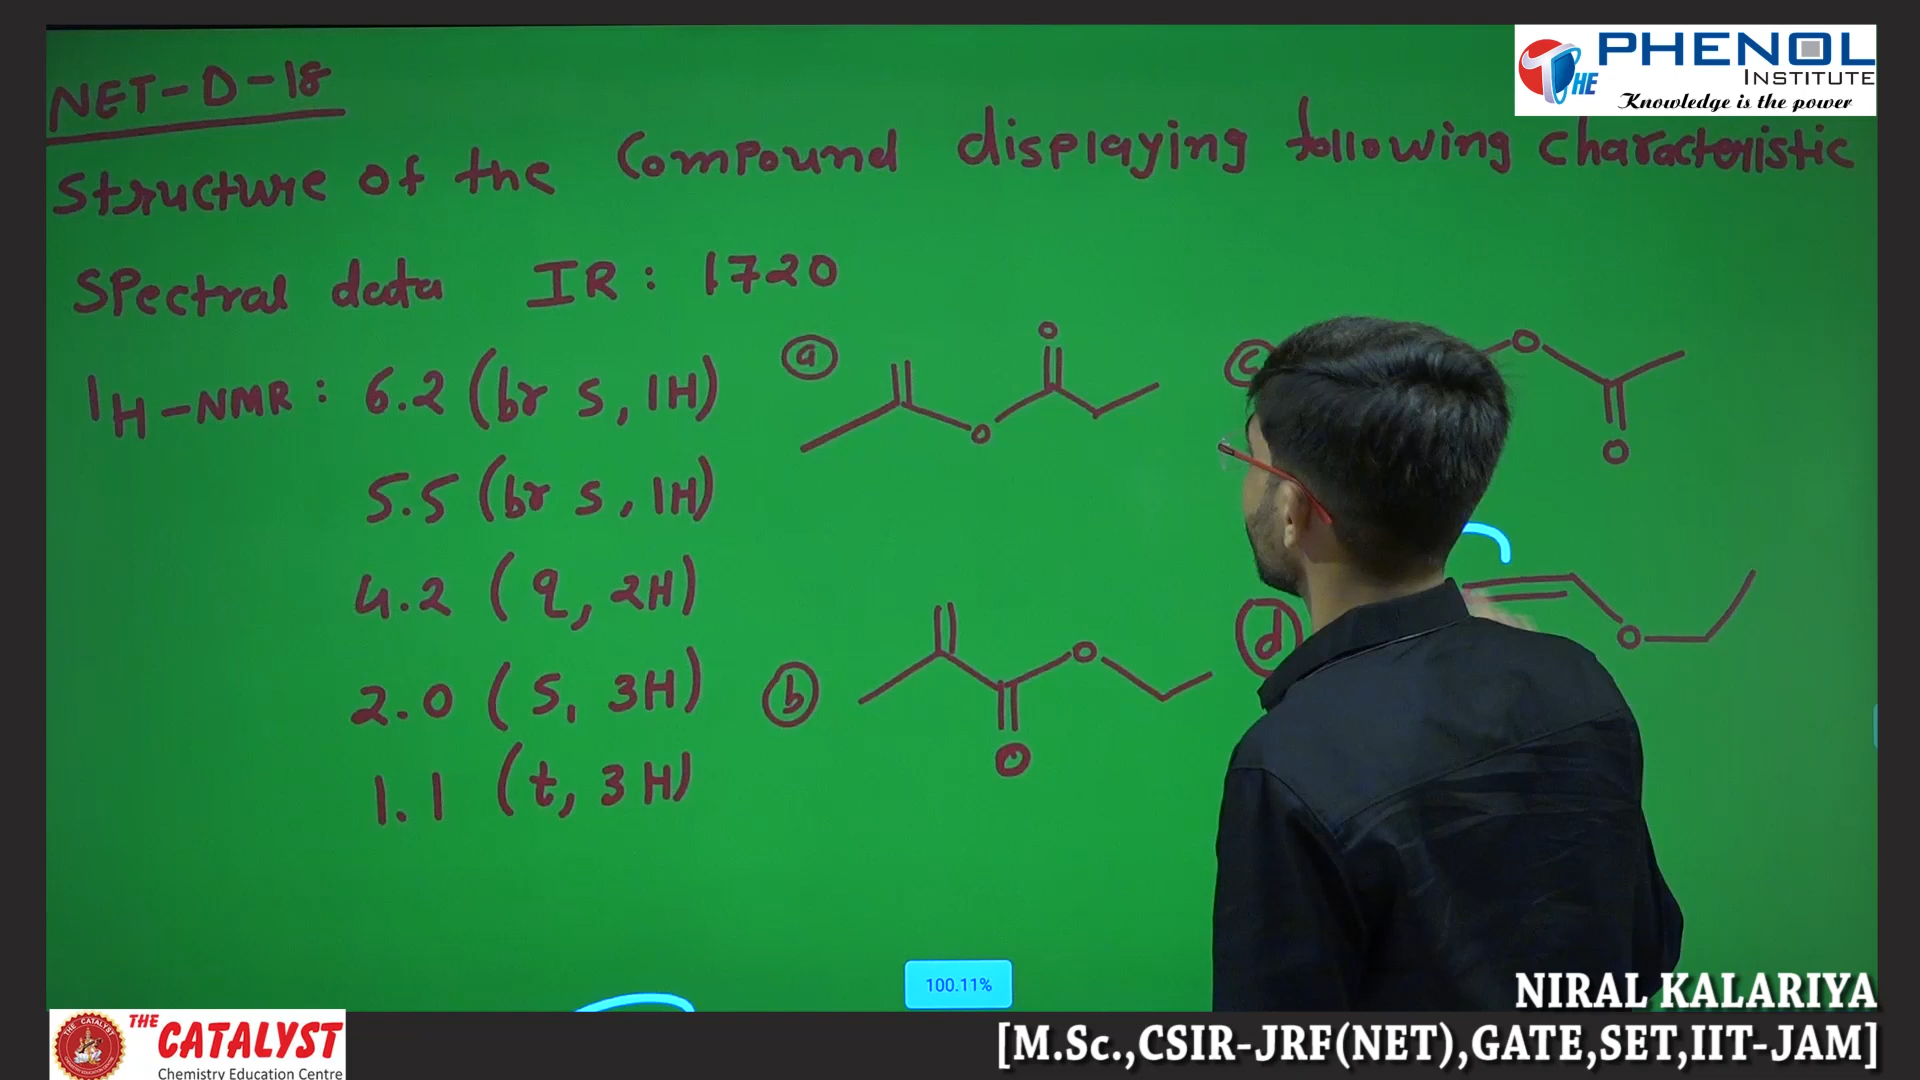 THE PHENOL
INSTITUTE
Knowledge is the power
NET-D-18
Structure of the Compound displaying following characteristic
Spectral data IR : 1720
1H-NMR : 6.2 (br s, 1H)
5.5 (br s, 1H)
4.2 (q, 2H)
2.0 (s, 3H)
1.1 (t, 3H)
a
O
O
c
O
O
b
O
O
d
O
100.11%
NIRAL KALARIYA
[M.Sc.,CSIR-JRF(NET),GATE,SET,IIT-JAM]
THE CATALYST
Chemistry Education Centre